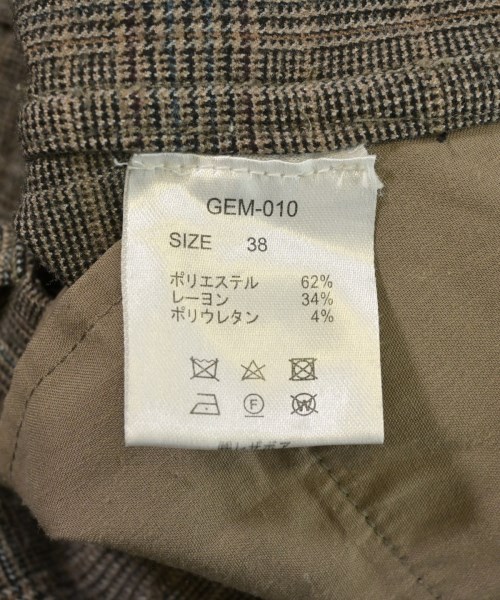 GEM-010
SIZE 38
ポリエステル 62%
レーヨン 34%
ポリウレタン 4%
F
W